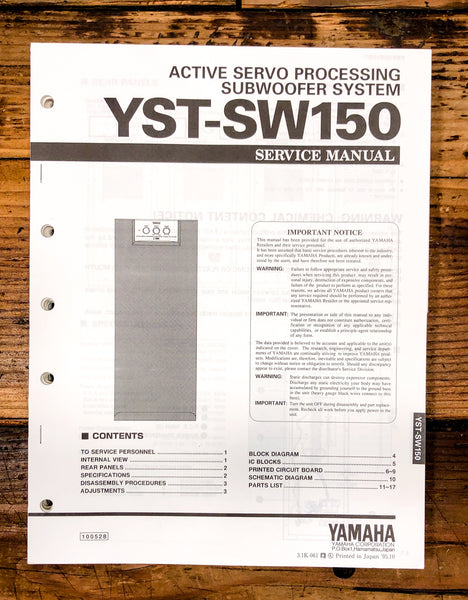 ACTIVE SERVO PROCESSING
SUBWOOFER SYSTEM
YST-SW150
SERVICE MANUAL
IMPORTANT NOTICE
This manual has been provided for the use of authorized YAMAHA
Retailers and their service personnel.
It has been assumed that basic service procedures inherent to the industry,
and more specifically YAMAHA Products, are already known and under-
stood by the users, and have therefore not been restated.
WARNING: Failure to follow appropriate service and safety proce-
dures when servicing this product may result in per-
sonal injury, destruction of expensive components, and
failure of the product to perform as specified. For these
reasons, we advise all YAMAHA product owners that
any service required should be performed by an autho-
rized YAMAHA Retailer or the appointed service rep-
resentative.
IMPORTANT: The presentation or sale of this manual to any indi-
vidual or firm does not constitute authorization, certifi-
cation or recognition of any applicable technical
capabilities, or establish a principle-agent relationship
of any form.
The data provided is believed to be accurate and applicable to the unit(s)
indicated on the cover. The research, engineering, and service depart-
ments of YAMAHA are continually striving to improve YAMAHA prod-
ucts. Modifications are, therefore, inevitable and specifications are subject
to change without notice or obligation to retrofit. Should any discrepancy
appear to exist, please contact the distributor's Service Division.
WARNING: Static discharges can destroy expensive components.
Discharge any static electricity your body may have
accumulated by grounding yourself to the ground buss
in the unit (heavy gauge black wires connect to this
buss).
IMPORTANT: Turn the unit OFF during disassembly and part replace-
ment. Recheck all work before you apply power to the
unit.
YST-SW150
■ CONTENTS
TO SERVICE PERSONNEL 1
INTERNAL VIEW 1
REAR PANELS 2
SPECIFICATIONS 2
DISASSEMBLY PROCEDURES 3
ADJUSTMENTS 3
BLOCK DIAGRAM 4
IC BLOCKS 5
PRINTED CIRCUIT BOARD 6~9
SCHEMATIC DIAGRAM 10
PARTS LIST 11~17
100528
YAMAHA
YAMAHA CORPORATION
P.O.Box1, Hamamatsu, Japan
3.1K-061 Printed in Japan '95.10